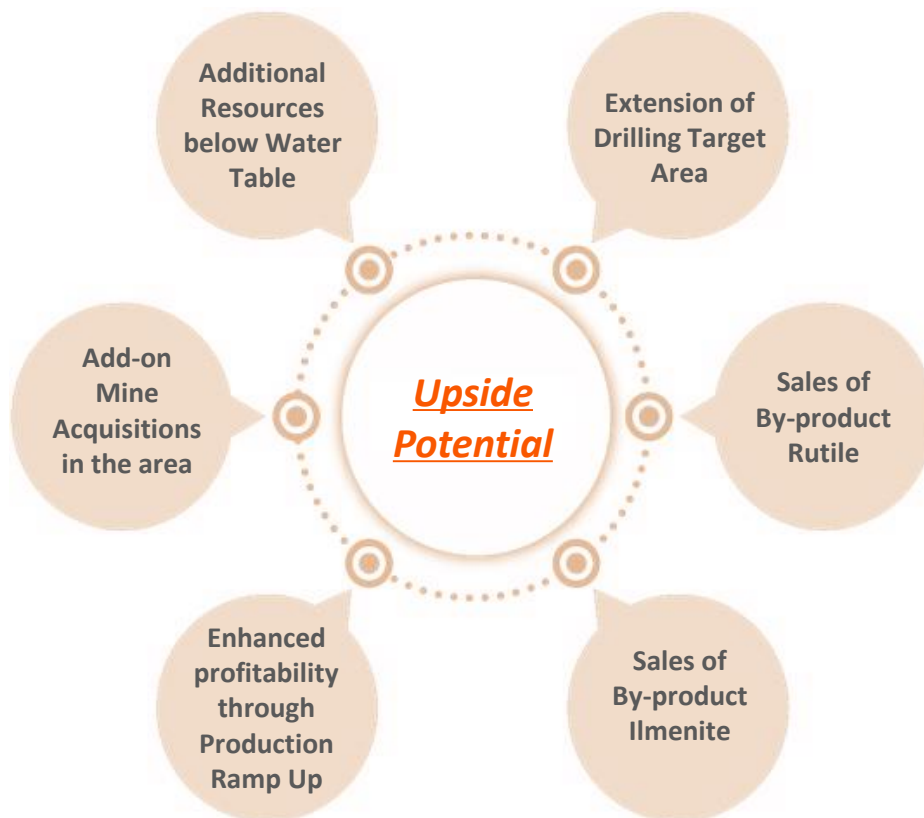 Additional
Resources
below Water
Table
Extension of
Drilling Target
Area
Add-on
Mine
Acquisitions
in the area
Upside
Potential
Sales of
By-product
Rutile
Enhanced
profitability
through
Production
Ramp Up
Sales of
By-product
Ilmenite